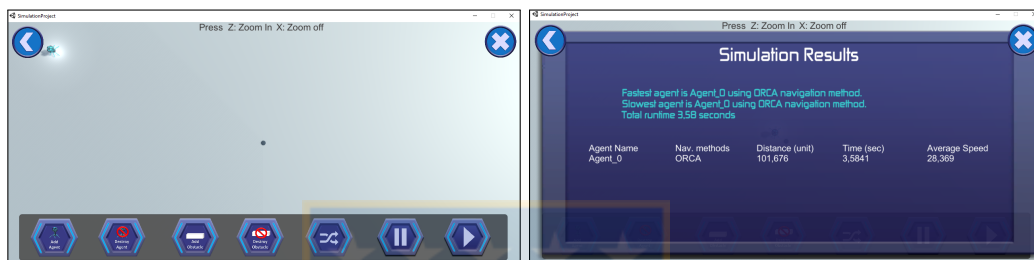 SimulationProject
Press Z: Zoom In X: Zoom off
Add Agent
Destroy Agent
Add Obstacle
Destroy Obstacle
SimulationProject
Press Z: Zoom In X: Zoom off
Simulation Results
Fastest agent is Agent_0 using ORCA navigation method.
Slowest agent is Agent_0 using ORCA navigation method.
Total runtime 3,58 seconds
Agent Name Nav. methods Distance (unit) Time (sec) Average Speed
Agent_0 ORCA 101,676 3,5841 28,369